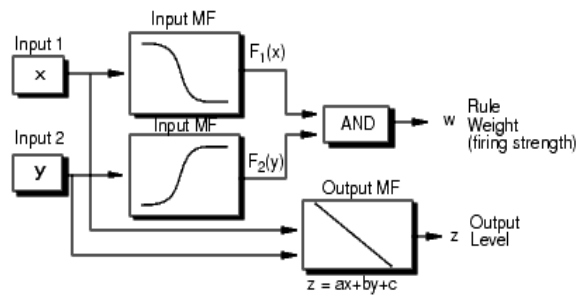 Input MF
Input 1
x
F1(x)
Input MF
AND
w
Rule
Weight
(firing strength)
Input 2
y
F2(y)
Output MF
z
Output
Level
z = ax+by+c